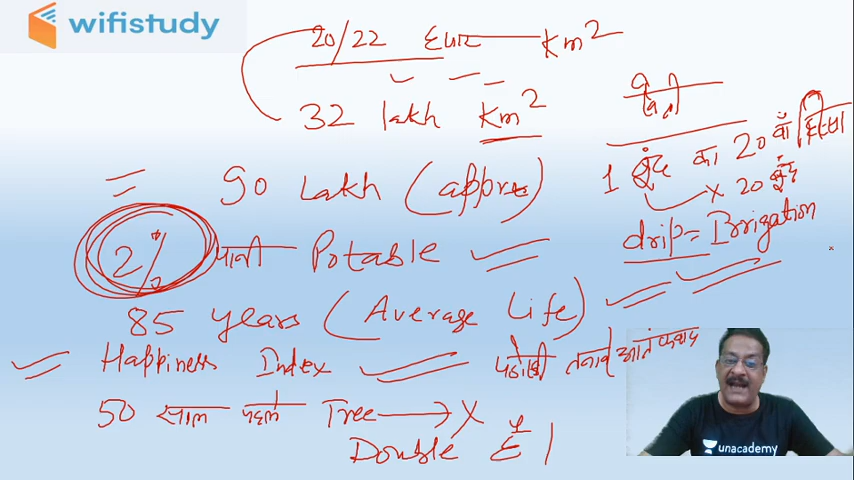 wifistudy
20/22 हजार Km²
32 lakh Km²
90 Lakh (approx)
1 बूंद का 20 वाँ हिस्सा
x 20 बूंद
drip = Irrigation
2% पानी Potable
85 years (Average Life)
Happiness Index
पड़ोसी तनाव आतंकवाद
50 साल पहले Tree → X
Double है।
unacademy